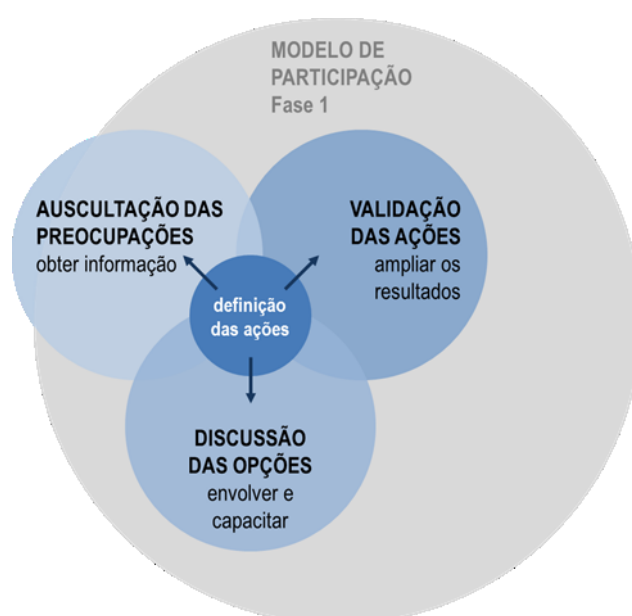 MODELO DE
PARTICIPAÇÃO
Fase 1
AUSCULTAÇÃO DAS
PREOCUPAÇÕES
obter informação
VALIDAÇÃO
DAS AÇÕES
ampliar os
resultados
definição
das ações
DISCUSSÃO
DAS OPÇÕES
envolver e
capacitar